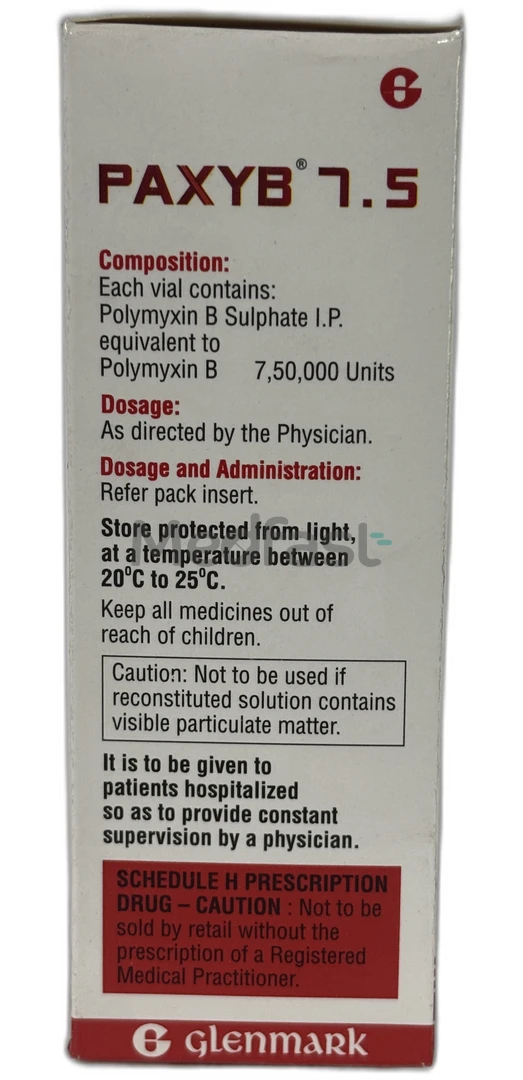 PAXYB® 7.5
Composition:
Each vial contains:
Polymyxin B Sulphate I.P.
equivalent to
Polymyxin B 7,50,000 Units
Dosage:
As directed by the Physician.
Dosage and Administration:
Refer pack insert.
Store protected from light,
at a temperature between
20⁰C to 25⁰C.
Medfast
Keep all medicines out of
reach of children.
Caution: Not to be used if
reconstituted solution contains
visible particulate matter.
It is to be given to
patients hospitalized
so as to provide constant
supervision by a physician.
SCHEDULE H PRESCRIPTION
DRUG – CAUTION : Not to be
sold by retail without the
prescription of a Registered
Medical Practitioner.
GLENMARK